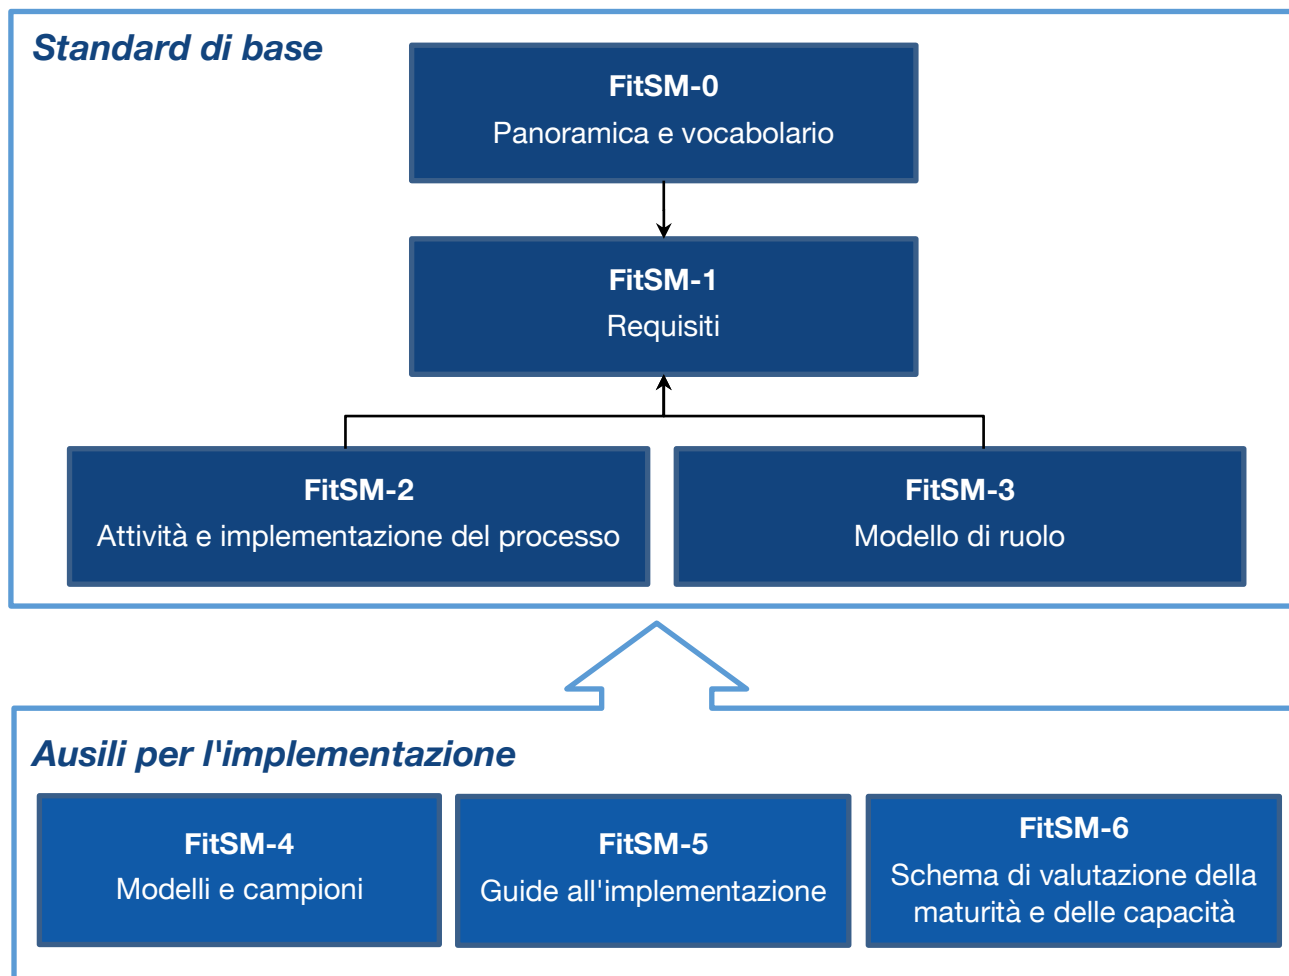 Standard di base
FitSM-0
Panoramica e vocabolario
FitSM-1
Requisiti
FitSM-2
Attività e implementazione del processo
FitSM-3
Modello di ruolo
Ausili per l'implementazione
FitSM-4
Modelli e campioni
FitSM-5
Guide all'implementazione
FitSM-6
Schema di valutazione della
maturità e delle capacità